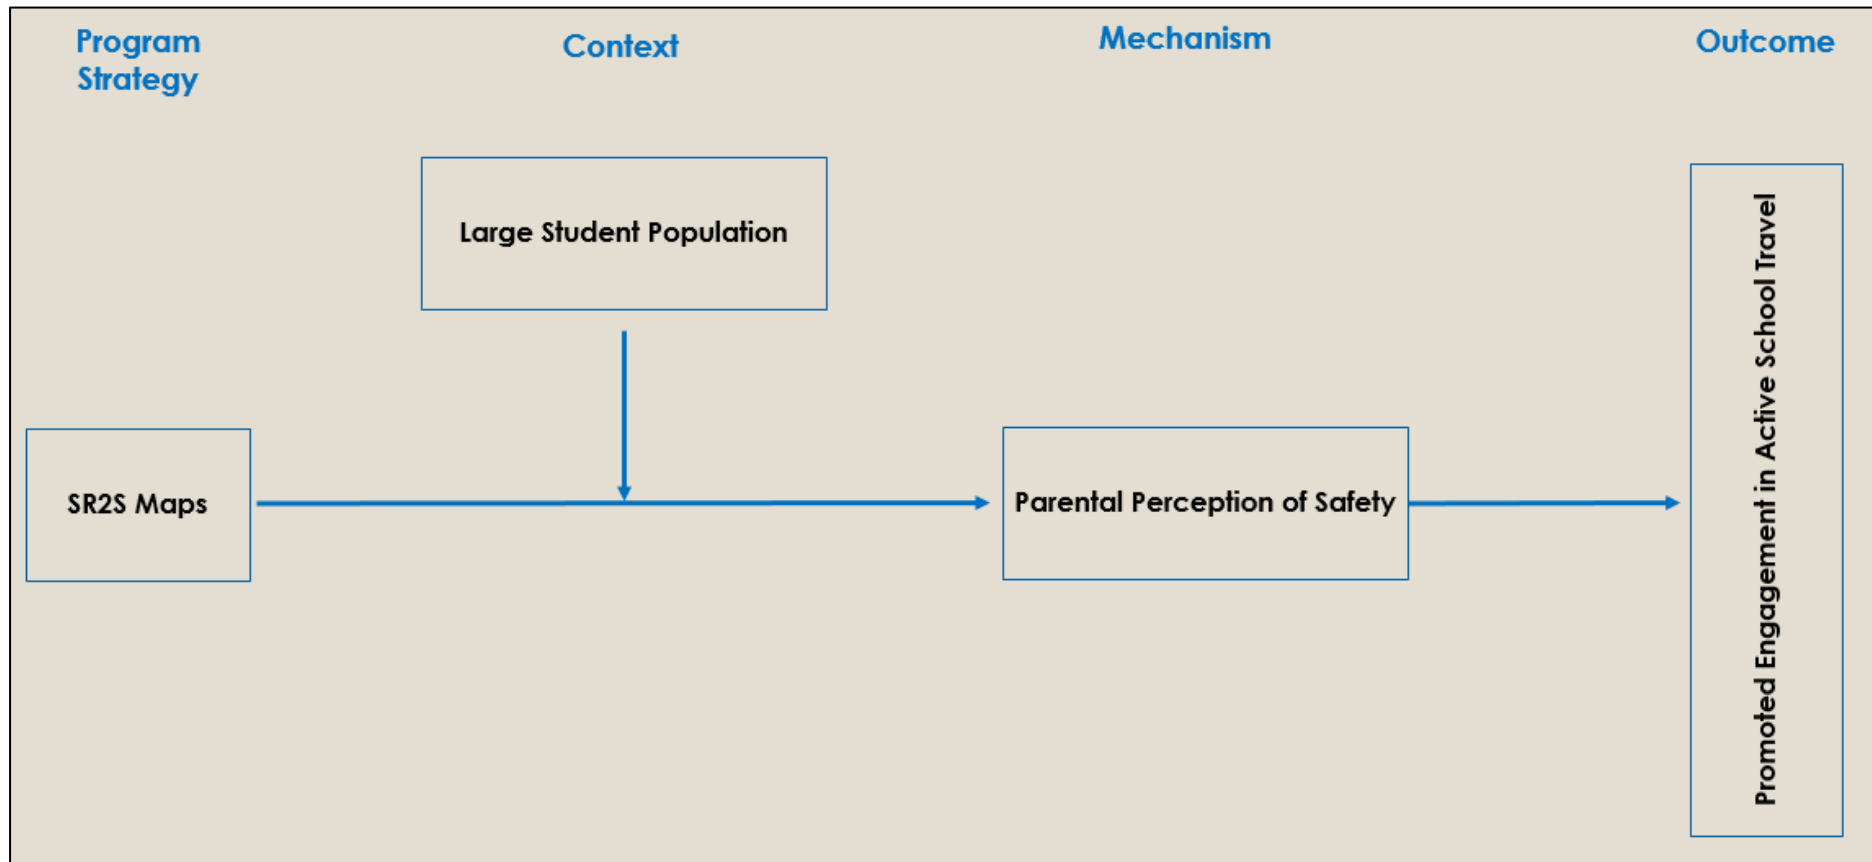 Program
Strategy
Context
Mechanism
Outcome
Large Student Population
SR2S Maps
Parental Perception of Safety
Promoted Engagement in Active School Travel